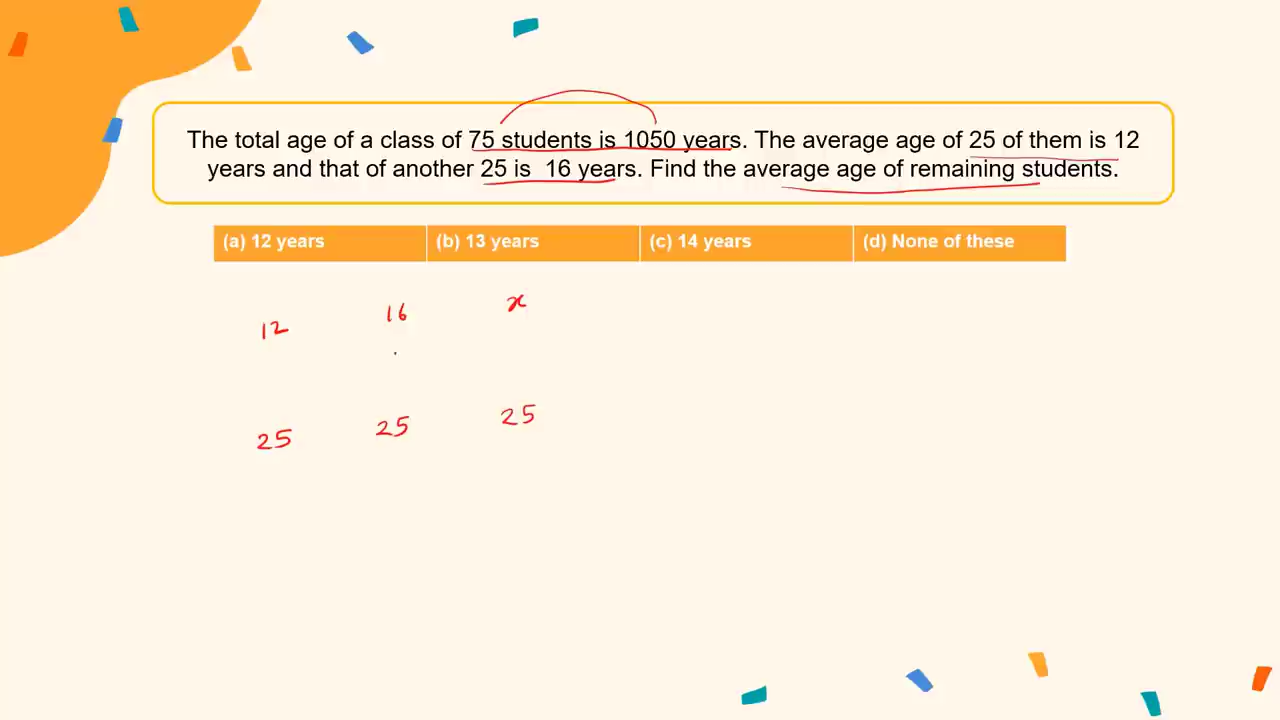 The total age of a class of 75 students is 1050 years. The average age of 25 of them is 12
years and that of another 25 is 16 years. Find the average age of remaining students.
(a) 12 years (b) 13 years (c) 14 years (d) None of these
12 16 x
25 25 25